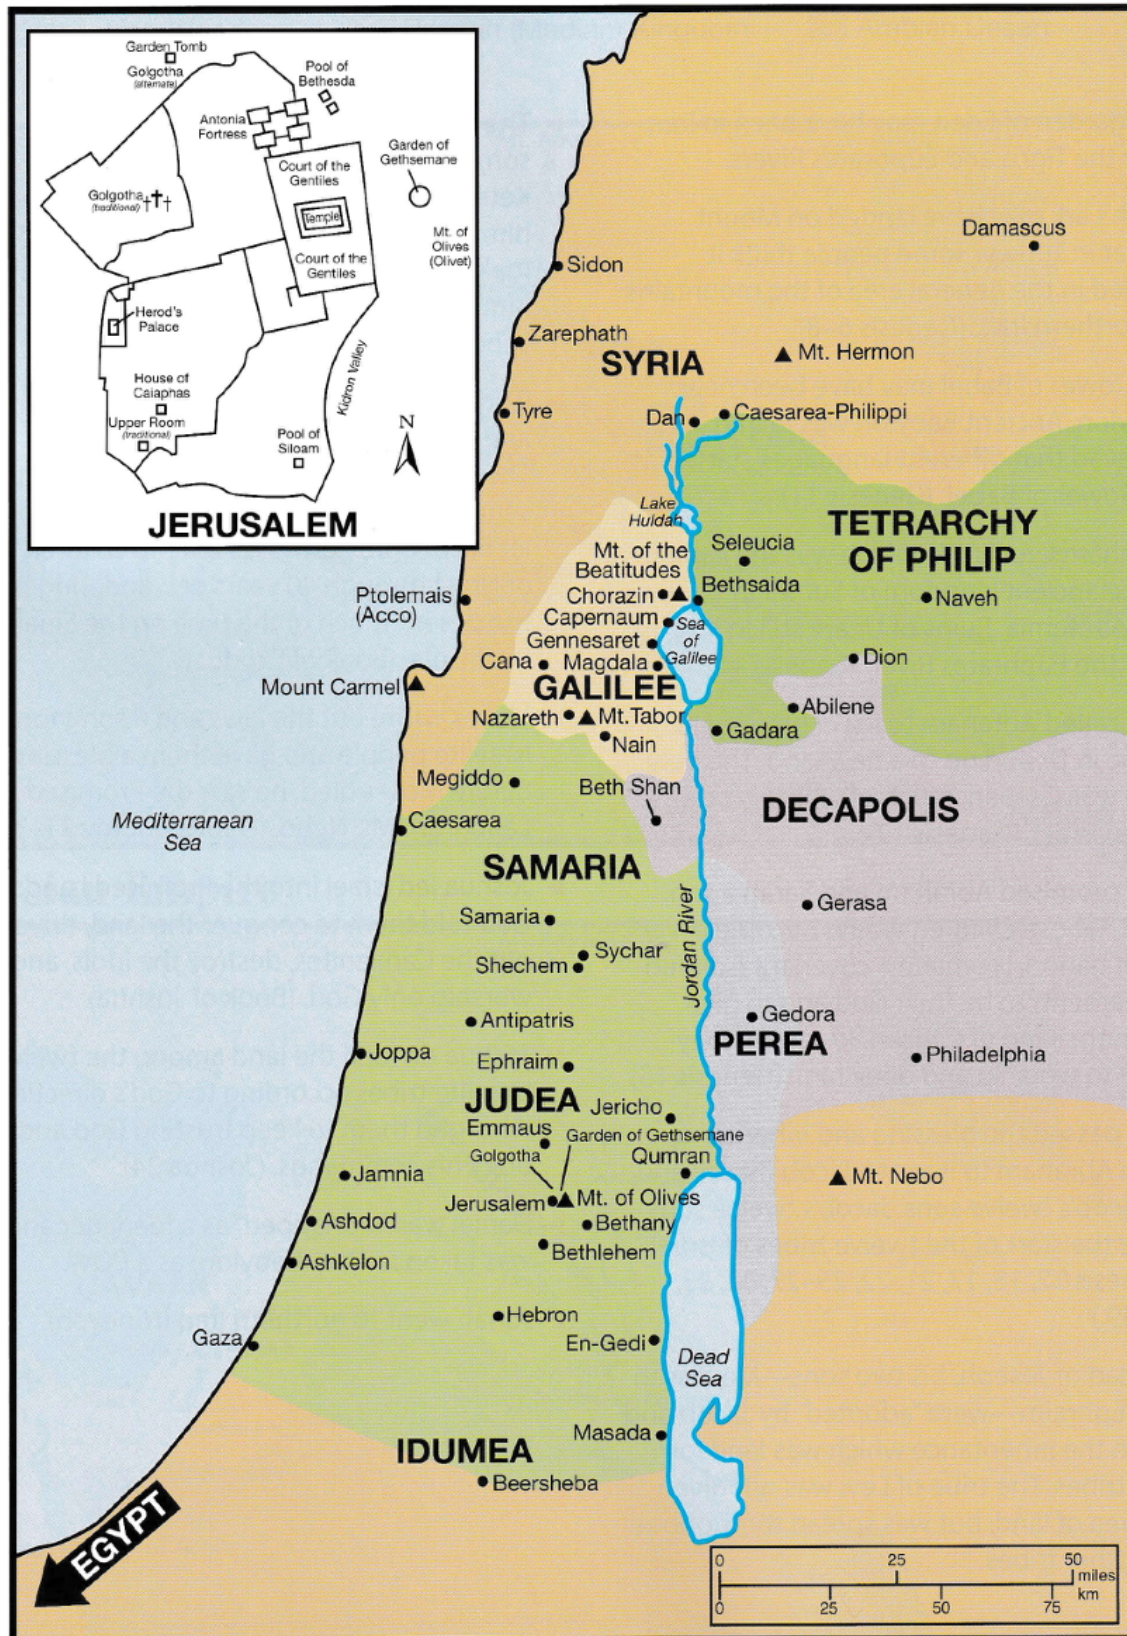 Garden Tomb
Golgotha
(alternate)
Pool of
Bethesda
Antonia
Fortress
Garden of
Gethsemane
Court of the
Gentiles
Golgotha
(traditional)
Temple
Mt. of
Olives
(Olivet)
Court of the
Gentiles
Herod's
Palace
House of
Caiaphas
Upper Room
(traditional)
Pool of
Siloam
Kidron Valley
N
JERUSALEM
Damascus
Sidon
Zarephath
SYRIA
Mt. Hermon
Tyre
Dan
Caesarea-Philippi
Lake
Huldah
TETRARCHY
OF PHILIP
Mt. of the
Beatitudes
Seleucia
Ptolemais
(Acco)
Chorazin
Bethsaida
Naveh
Capernaum
Sea
of
Galilee
Gennesaret
Cana
Magdala
Dion
Mount Carmel
GALILEE
Abilene
Nazareth
Mt.Tabor
Gadara
Nain
Megiddo
Beth Shan
DECAPOLIS
Mediterranean
Sea
Caesarea
SAMARIA
Samaria
Gerasa
Jordan River
Sychar
Shechem
Antipatris
Gedora
Joppa
Ephraim
PEREA
Philadelphia
JUDEA
Jericho
Emmaus
Garden of Gethsemane
Golgotha
Qumran
Jamnia
Mt. Nebo
Jerusalem
Mt. of Olives
Ashdod
Bethany
Bethlehem
Ashkelon
Hebron
Gaza
En-Gedi
Dead
Sea
Masada
IDUMEA
Beersheba
EGYPT
0 25 50
miles
km
0 25 50 75